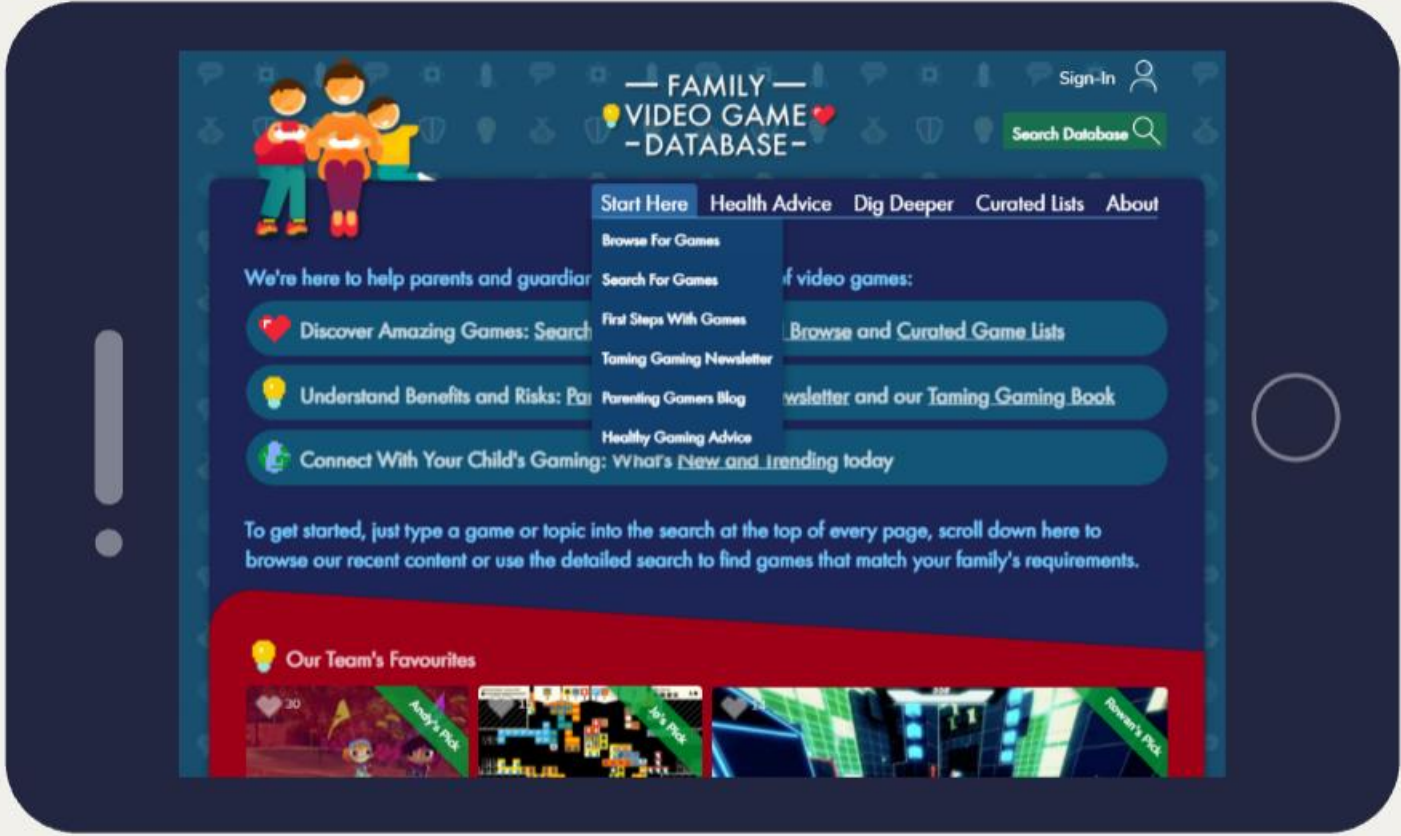 — FAMILY —
VIDEO GAME
-DATABASE-
Sign-In
Search Database
Start Here Health Advice Dig Deeper Curated Lists About
Browse For Games
Search For Games
First Steps With Games
Taming Gaming Newsletter
Parenting Gamers Blog
Healthy Gaming Advice
We're here to help parents and guardian f video games:
Discover Amazing Games: Search Browse and Curated Game Lists
Understand Benefits and Risks: Par wsletter and our Taming Gaming Book
Connect With Your Child's Gaming: What's New and Trending today
To get started, just type a game or topic into the search at the top of every page, scroll down here to
browse our recent content or use the detailed search to find games that match your family's requirements.
Our Team's Favourites
30
Andy's Pick
Jo's Pick
Rowan's Pick